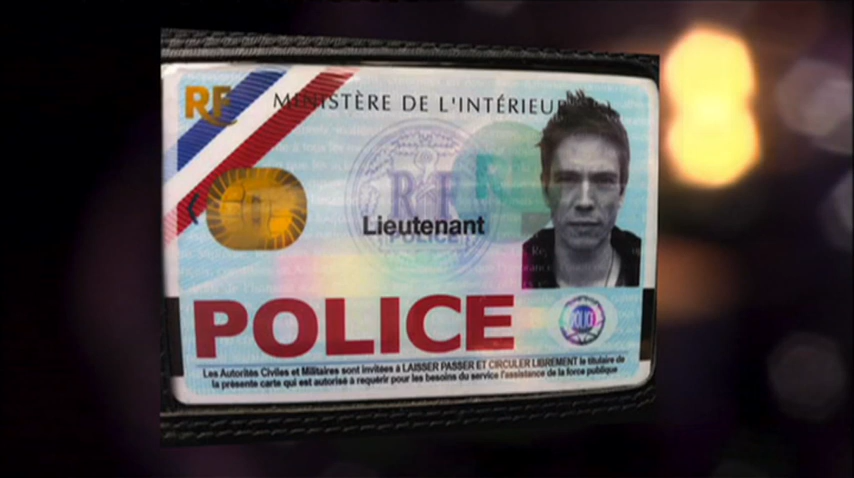 RF
MINISTÈRE DE L'INTÉRIEUR
RF
Lieutenant
POLICE
POLICE
POLICE
Les Autorités Civiles et Militaires sont invitées à LAISSER PASSER ET CIRCULER LIBREMENT le titulaire de
la présente carte qui est autorisé à requérir pour les besoins du service l'assistance de la force publique